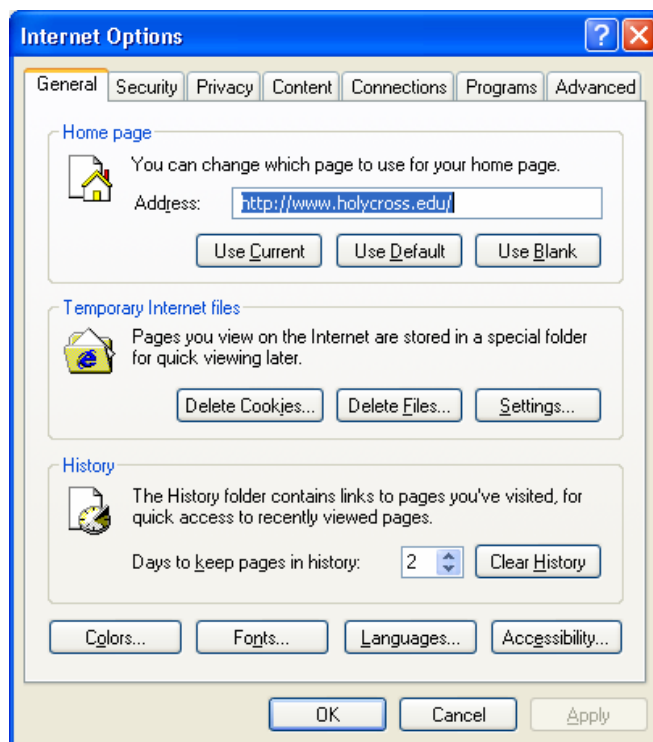 Internet Options
General Security Privacy Content Connections Programs Advanced
Home page
You can change which page to use for your home page.
Address: http://www.holycross.edu/
Use Current Use Default Use Blank
Temporary Internet files
Pages you view on the Internet are stored in a special folder
for quick viewing later.
Delete Cookies... Delete Files... Settings...
History
The History folder contains links to pages you've visited, for
quick access to recently viewed pages.
Days to keep pages in history: 2 Clear History
Colors... Fonts... Languages... Accessibility...
OK Cancel Apply